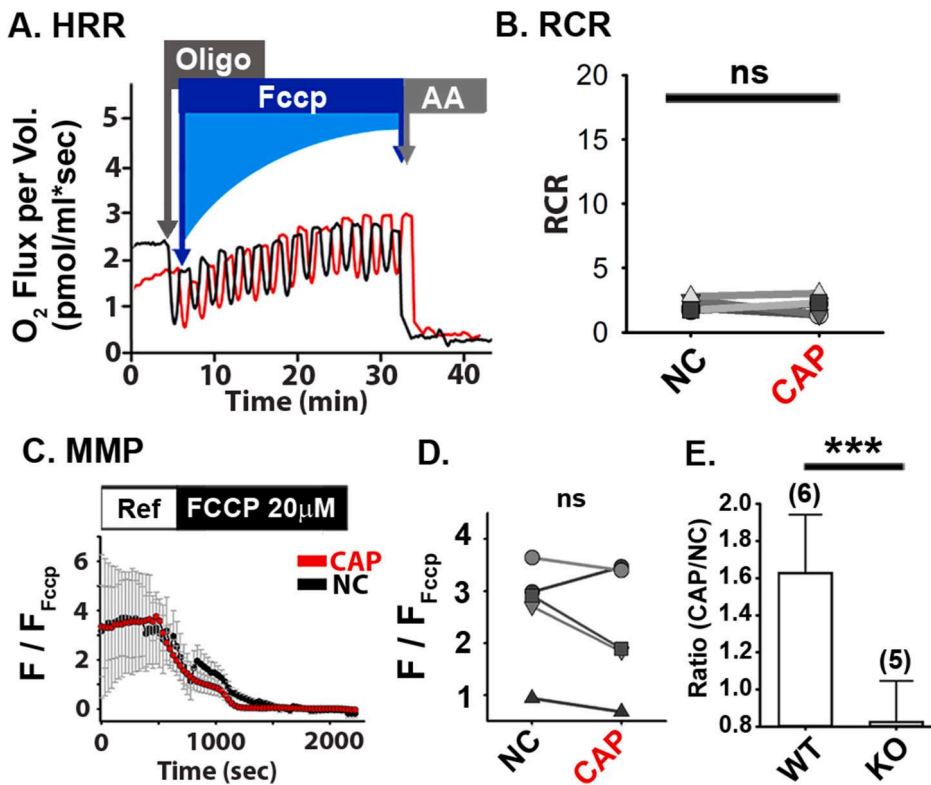 A. HRR
Oligo
Fccp
AA
O₂ Flux per Vol.
(pmol/ml*sec)
5
4
3
2
1
0
0 10 20 30 40
Time (min)
B. RCR
ns
RCR
20
15
10
5
0
NC CAP
C. MMP
Ref FCCP 20µM
CAP
NC
F / F Fccp
6
4
2
0
0 1000 2000
Time (sec)
D.
ns
F / F Fccp
4
3
2
1
NC CAP
E.
***
(6)
(5)
Ratio (CAP/NC)
2.0
1.8
1.6
1.4
1.2
1.0
0.8
WT KO